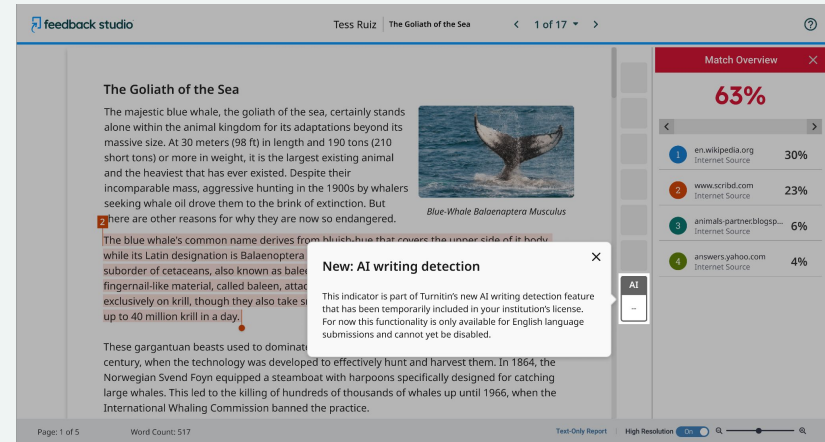 feedback studio
Tess Ruiz
The Goliath of the Sea
1 of 17
Match Overview
63%
1
en.wikipedia.org
Internet Source
30%
2
www.scribd.com
Internet Source
23%
3
animals-partner.blogsp...
Internet Source
6%
4
answers.yahoo.com
Internet Source
4%
The Goliath of the Sea
The majestic blue whale, the goliath of the sea, certainly stands
alone within the animal kingdom for its adaptations beyond its
massive size. At 30 meters (98 ft) in length and 190 tons (210
short tons) or more in weight, it is the largest existing animal
and the heaviest that has ever existed. Despite their
incomparable mass, aggressive hunting in the 1900s by whalers
seeking whale oil drove them to the brink of extinction. But
there are other reasons for why they are now so endangered.
Blue-Whale Balaenoptera Musculus
2
The blue whale's common name derives from bluish-hue that covers the upper side of it body,
while its Latin designation is Balaenoptera
suborder of cetaceans, also known as
fingernail-like material, called baleen,
exclusively on krill, though they also take
up to 40 million krill in a day.
New: AI writing detection
This indicator is part of Turnitin's new AI writing detection feature
that has been temporarily included in your institution's license.
For now this functionality is only available for English language
submissions and cannot yet be disabled.
AI
--
These gargantuan beasts used to
century, when the technology was developed to effectively hunt and harvest them. In 1864, the
Norwegian Svend Foyn equipped a steamboat with harpoons specifically designed for catching
large whales. This led to the killing of hundreds of thousands of whales up until 1966, when the
International Whaling Commission banned the practice.
Page: 1 of 5
Word Count: 517
Text-Only Report
High Resolution
On